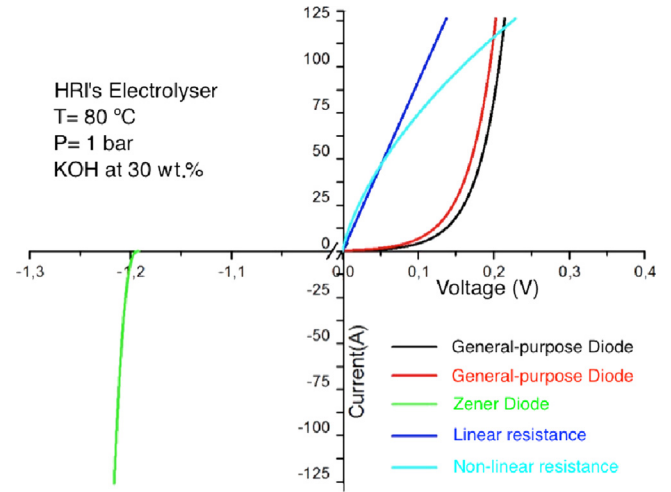 125
HRI's Electrolyser
T= 80 °C
P= 1 bar
KOH at 30 wt.%
100
75
50
25
0
-1,3
-1,2
-1,1
0,0
0,1
0,2
0,3
0,4
Voltage (V)
-25
-50
-75
-100
-125
Current(A)
General-purpose Diode
General-purpose Diode
Zener Diode
Linear resistance
Non-linear resistance